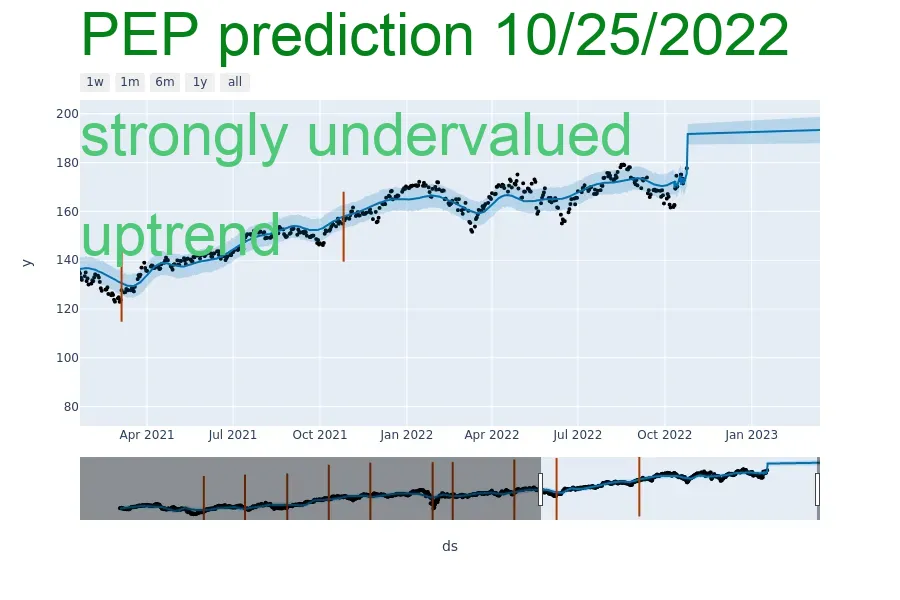 PEP prediction 10/25/2022
1w 1m 6m 1y all
200
strongly undervalued
180
160
uptrend
140
y
120
100
80
Apr 2021 Jul 2021 Oct 2021 Jan 2022 Apr 2022 Jul 2022 Oct 2022 Jan 2023
ds